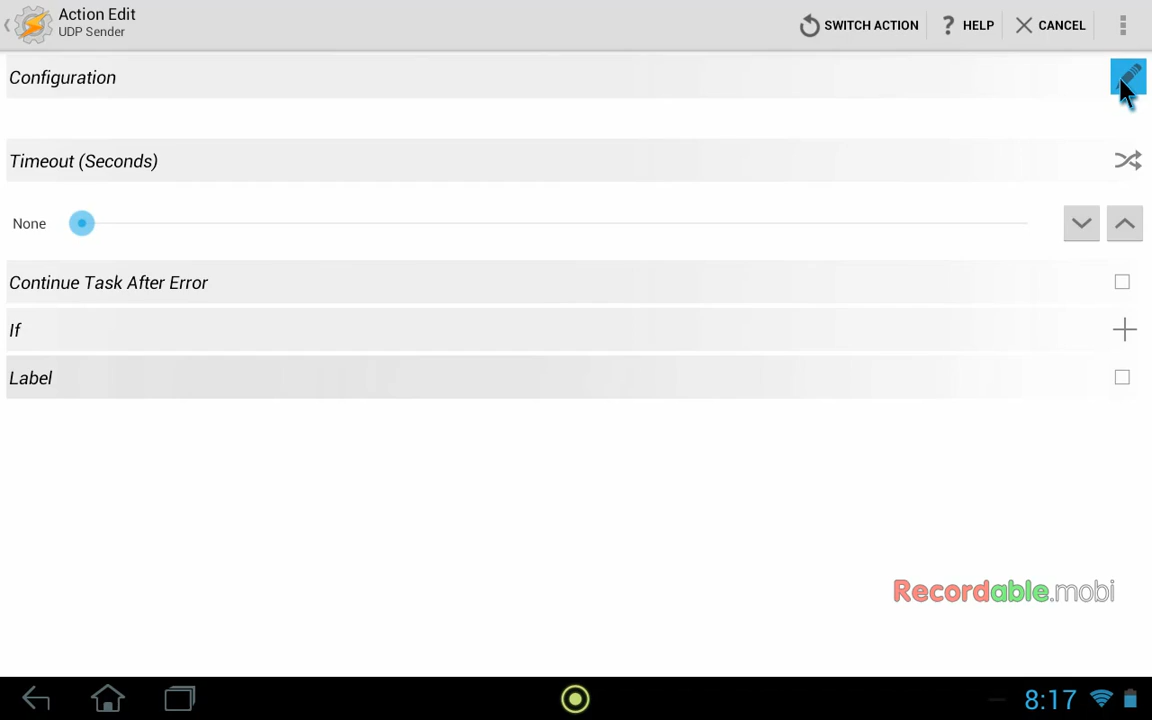 Action Edit
UDP Sender
SWITCH ACTION
? HELP
CANCEL
Configuration
Timeout (Seconds)
None
Continue Task After Error
If
Label
Recordable.mobi
8:17